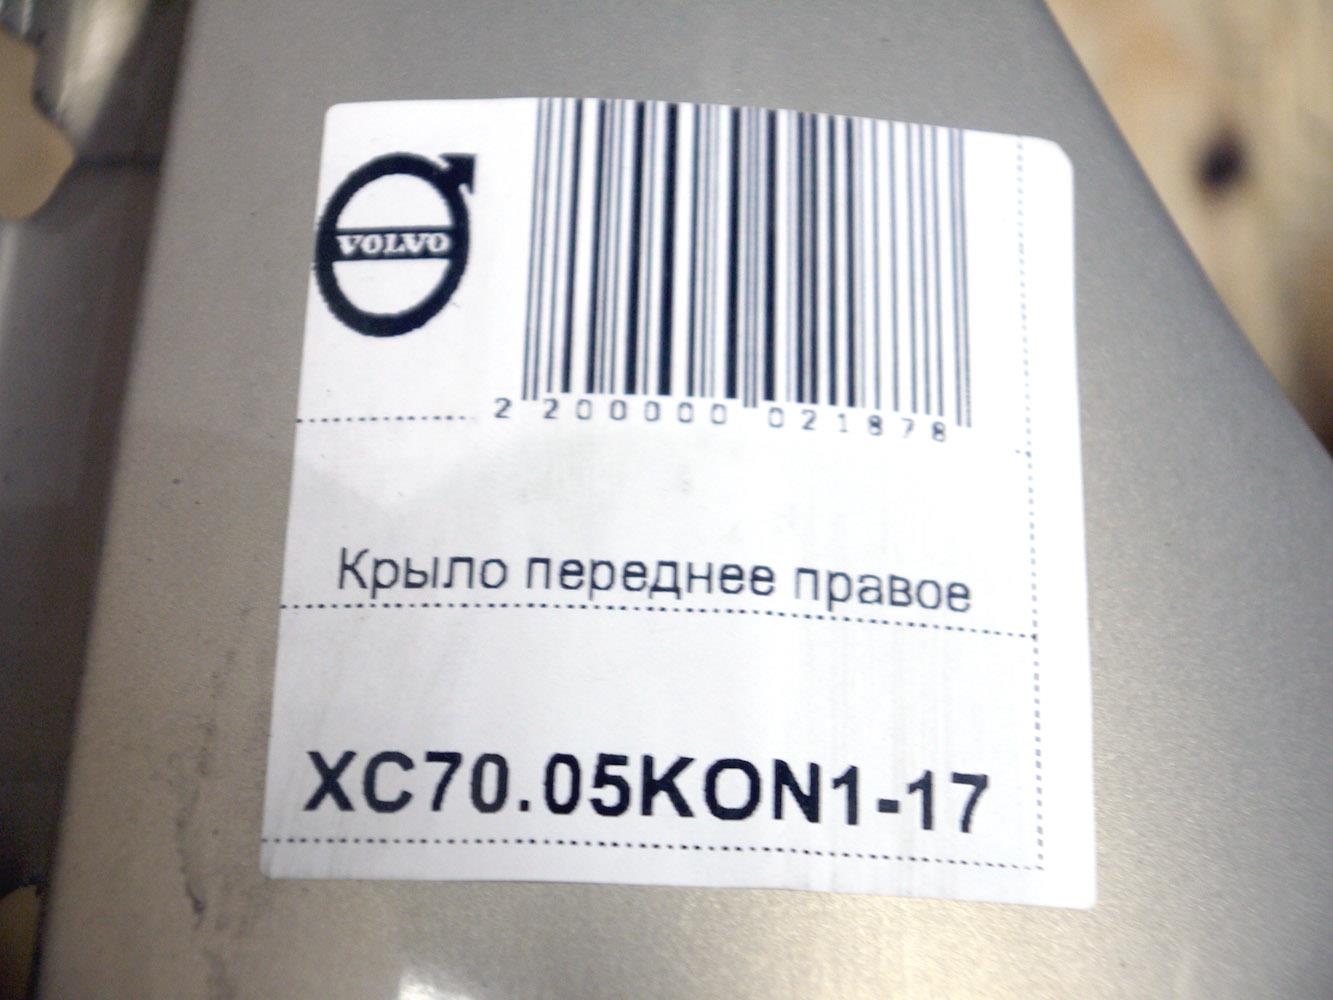 VOLVO
2 200000 021878
Крыло переднее правое
XC70.05KON1-17